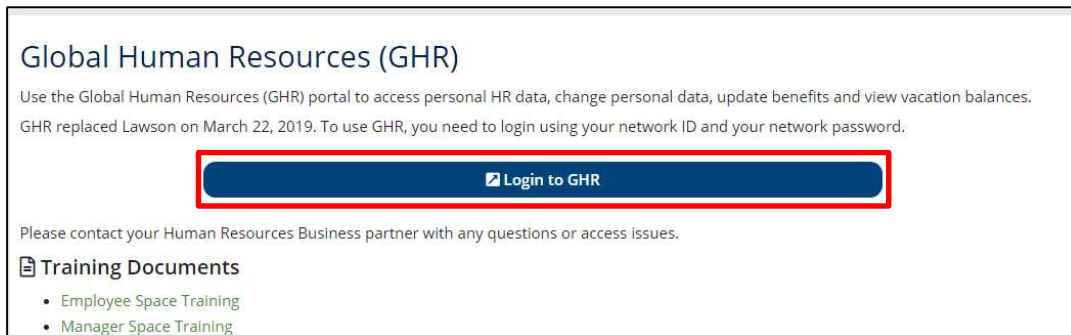 Global Human Resources (GHR)
Use the Global Human Resources (GHR) portal to access personal HR data, change personal data, update benefits and view vacation balances.
GHR replaced Lawson on March 22, 2019. To use GHR, you need to login using your network ID and your network password.
Login to GHR
Please contact your Human Resources Business partner with any questions or access issues.
Training Documents
• Employee Space Training
• Manager Space Training